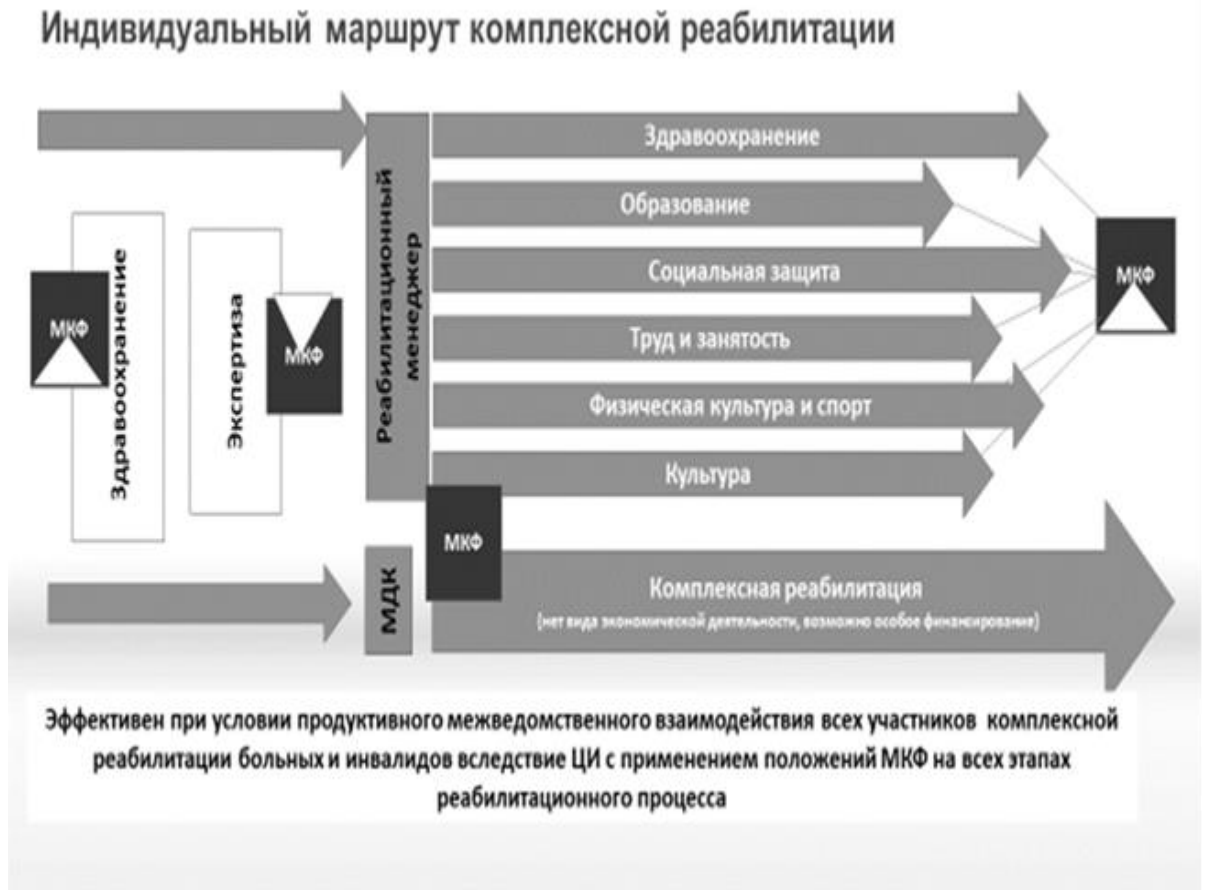 Индивидуальный маршрут комплексной реабилитации
Здравоохранение
МКФ
Экспертиза
МКФ
Реабилитационный
менеджер
Здравоохранение
Образование
Социальная защита
Труд и занятость
Физическая культура и спорт
Культура
МКФ
МДК
МКФ
Комплексная реабилитация
(нет вида экономической деятельности, возможно особое финансирование)
Эффективен при условии продуктивного межведомственного взаимодействия всех участников комплексной
реабилитации больных и инвалидов вследствие ЦИ с применением положений МКФ на всех этапах
реабилитационного процесса